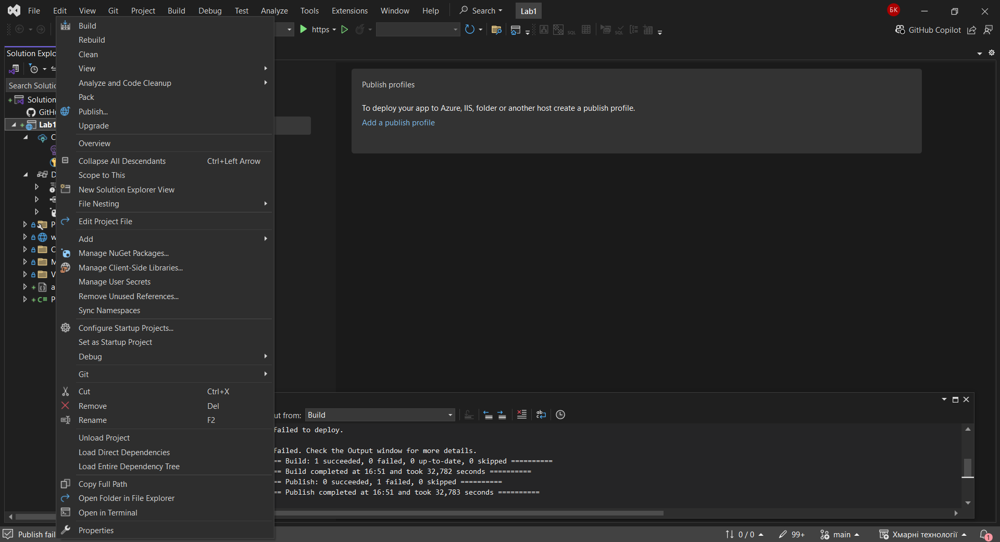 File Edit View Git Project Build Debug Test Analyze Tools Extensions Window Help Search Lab1 БК
https GitHub Copilot
Solution Explo
Search Solutio
Solution
GitHu
Lab1
C
D
P
w
C
M
V
a
C# P
Build
Rebuild
Clean
View
Analyze and Code Cleanup
Pack
Publish...
Upgrade
Overview
Collapse All Descendants Ctrl+Left Arrow
Scope to This
New Solution Explorer View
File Nesting
Edit Project File
Add
Manage NuGet Packages...
Manage Client-Side Libraries...
Manage User Secrets
Remove Unused References...
Sync Namespaces
Configure Startup Projects...
Set as Startup Project
Debug
Git
Cut Ctrl+X
Remove Del
Rename F2
Unload Project
Load Direct Dependencies
Load Entire Dependency Tree
Copy Full Path
Open Folder in File Explorer
Open in Terminal
Properties
Publish profiles
To deploy your app to Azure, IIS, folder or another host create a publish profile.
Add a publish profile
ut from: Build
failed to deploy.
failed. Check the Output window for more details.
== Build: 1 succeeded, 0 failed, 0 up-to-date, 0 skipped ==========
== Build completed at 16:51 and took 32,782 seconds ==========
== Publish: 0 succeeded, 1 failed, 0 skipped ==========
== Publish completed at 16:51 and took 32,783 seconds ==========
Publish fail
0 / 0 99+ main Хмарні технології 1